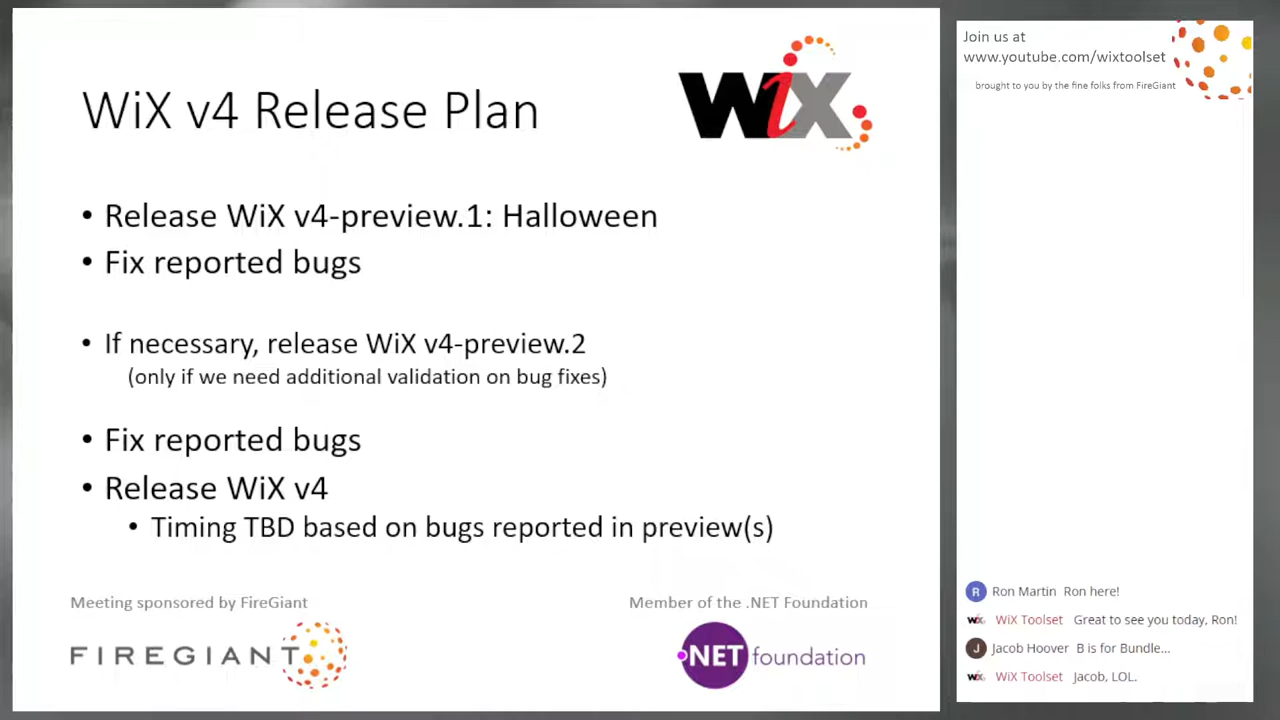 WiX v4 Release Plan
WiX
• Release WiX v4-preview.1: Halloween
• Fix reported bugs
• If necessary, release WiX v4-preview.2
(only if we need additional validation on bug fixes)
• Fix reported bugs
• Release WiX v4
• Timing TBD based on bugs reported in preview(s)
Meeting sponsored by FireGiant
FIREGIANT
Member of the .NET Foundation
.NET foundation
Join us at
www.youtube.com/wixtoolset
brought to you by the fine folks from FireGiant
R Ron Martin Ron here!
WiX WiX Toolset Great to see you today, Ron!
J Jacob Hoover B is for Bundle...
WiX WiX Toolset Jacob, LOL.